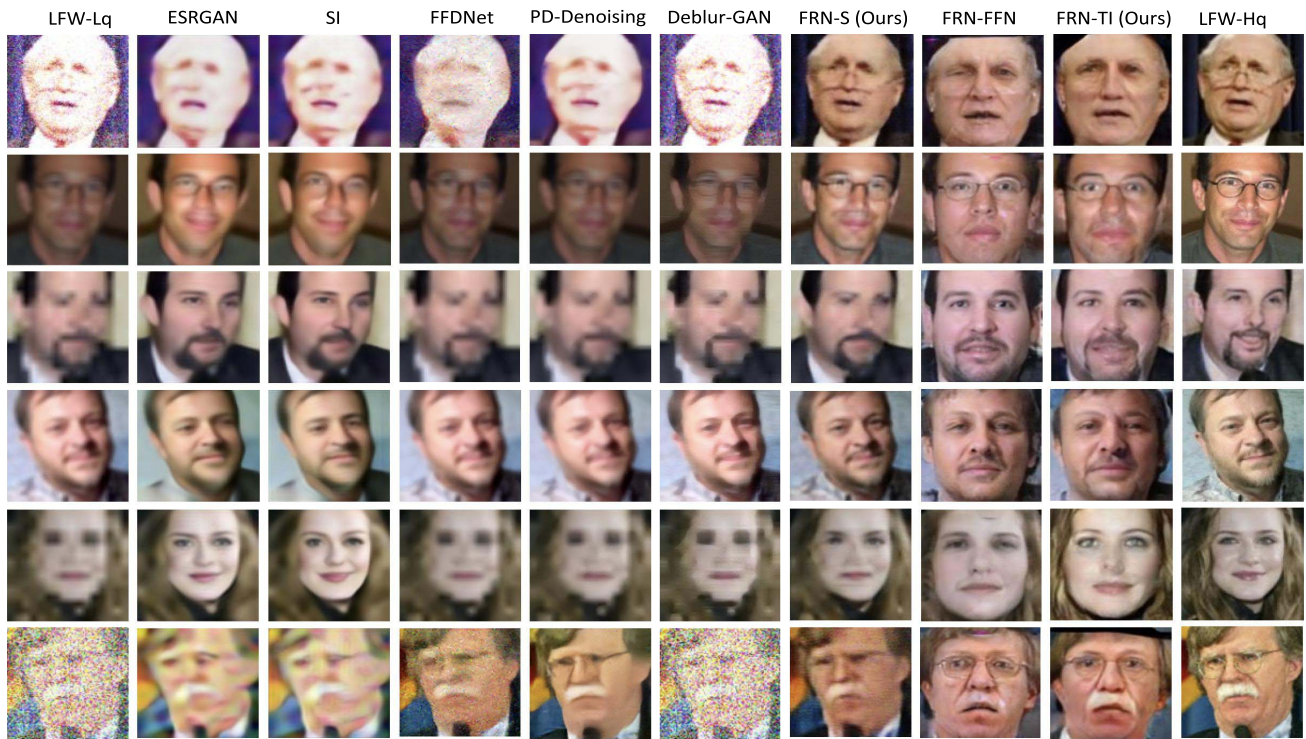 LFW-Lq ESRGAN SI FFDNet PD-Denoising Deblur-GAN FRN-S (Ours) FRN-FFN FRN-TI (Ours) LFW-Hq